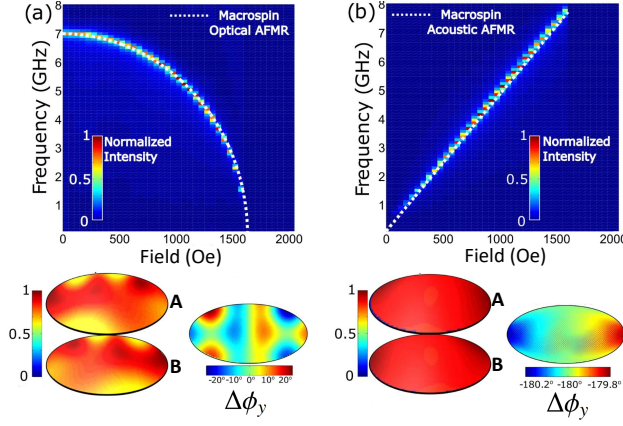 (a)
8
7
6
5
4
3
2
1
Frequency (GHz)
Macrospin
Optical AFMR
1
0.5
0
Normalized
Intensity
0 500 1000 1500 2000
Field (Oe)
1
0.5
0
A
B
-20° -10° 0° 10° 20°
Δϕy
(b)
8
7
6
5
4
3
2
1
Frequency (GHz)
Macrospin
Acoustic AFMR
1
0.5
0
Normalized
Intensity
0 500 1000 1500 2000
Field (Oe)
1
0.5
0
A
B
-180.2° -180° -179.8°
Δϕy